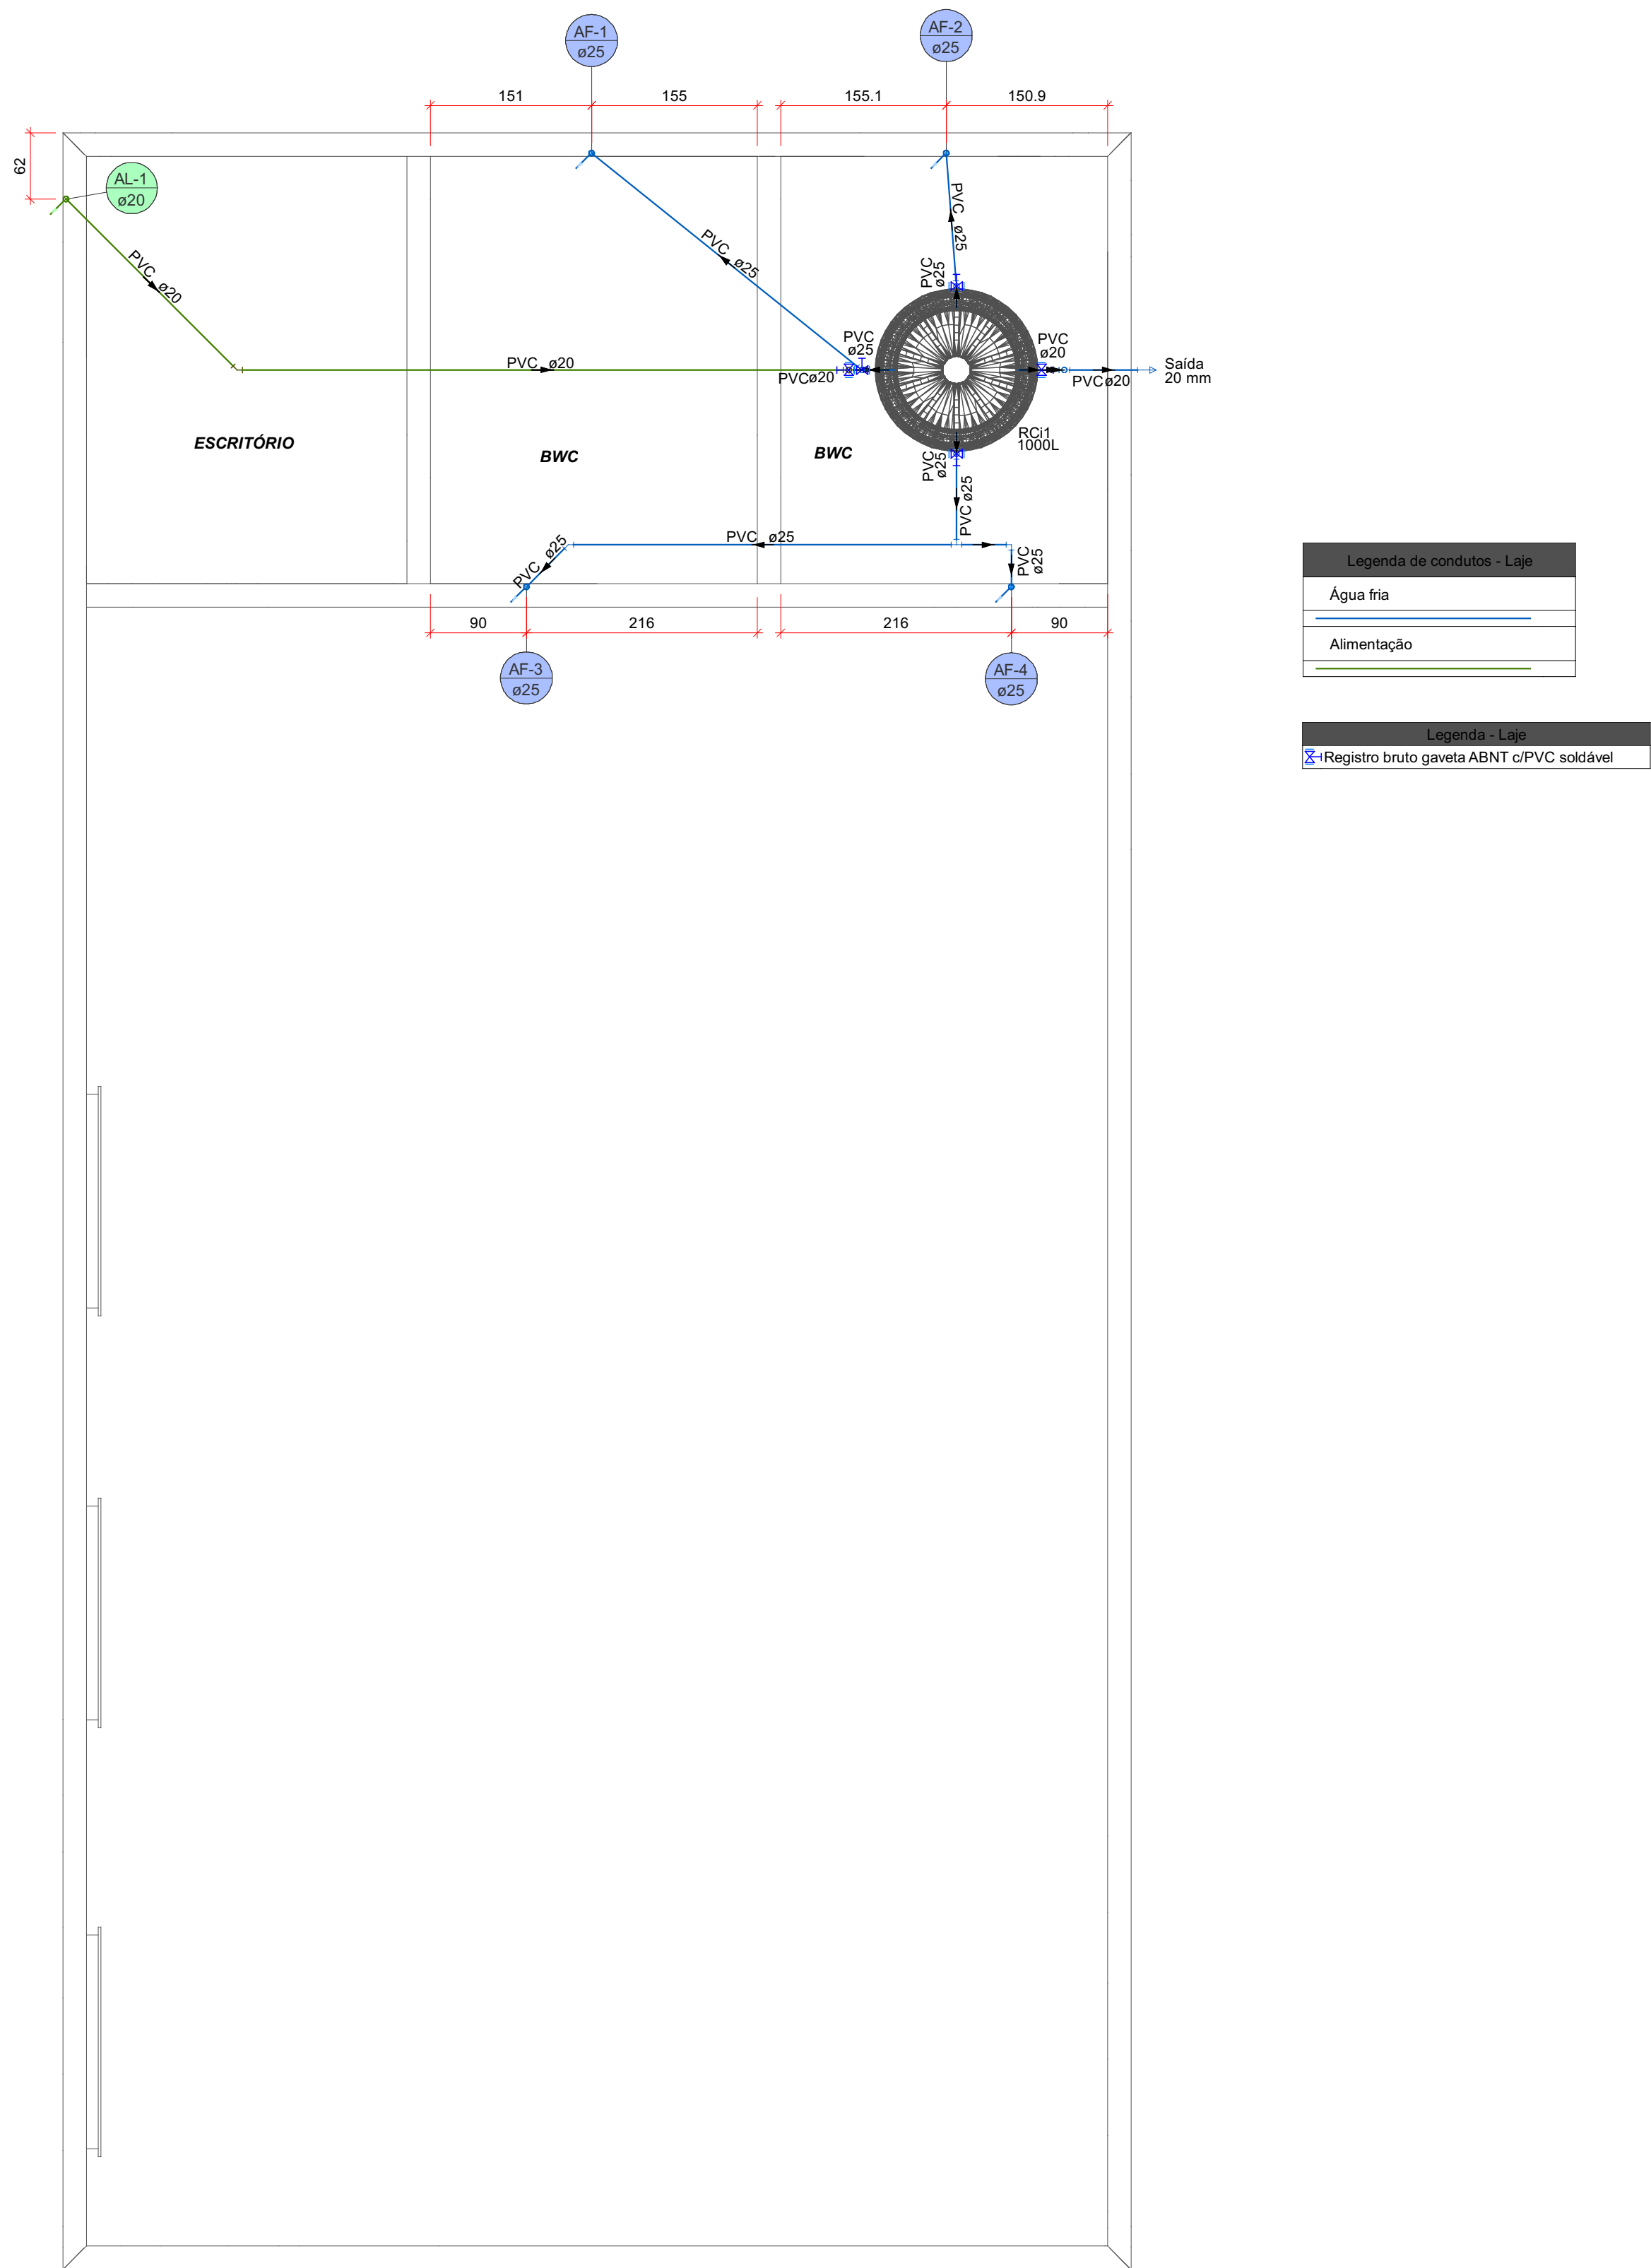 AF-1
ø25
AF-2
ø25
151
155
155.1
150.9
62
AL-1
ø20
PVC ø20
PVC ø25
PVC ø25
PVC
ø25
PVC
ø25
PVC
ø20
PVC ø20
PVCø20
PVCø20
Saída
20 mm
RCi1
1000L
ESCRITÓRIO
BWC
BWC
PVC
ø25
PVC ø25
PVC ø25
PVC ø25
PVC
ø25
90
216
216
90
AF-3
ø25
AF-4
ø25
Legenda de condutos - Laje
Água fria
Alimentação
Legenda - Laje
Registro bruto gaveta ABNT c/PVC soldável